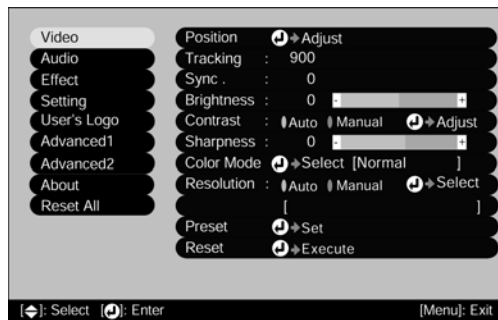 Video
Audio
Effect
Setting
User's Logo
Advanced1
Advanced2
About
Reset All
Position Adjust
Tracking : 900
Sync . : 0
Brightness : 0 - +
Contrast : Auto Manual Adjust
Sharpness : 0 - +
Color Mode Select [Normal ]
Resolution : Auto Manual Select
[ ]
Preset Set
Reset Execute
[ ]: Select [ ]: Enter [Menu]: Exit